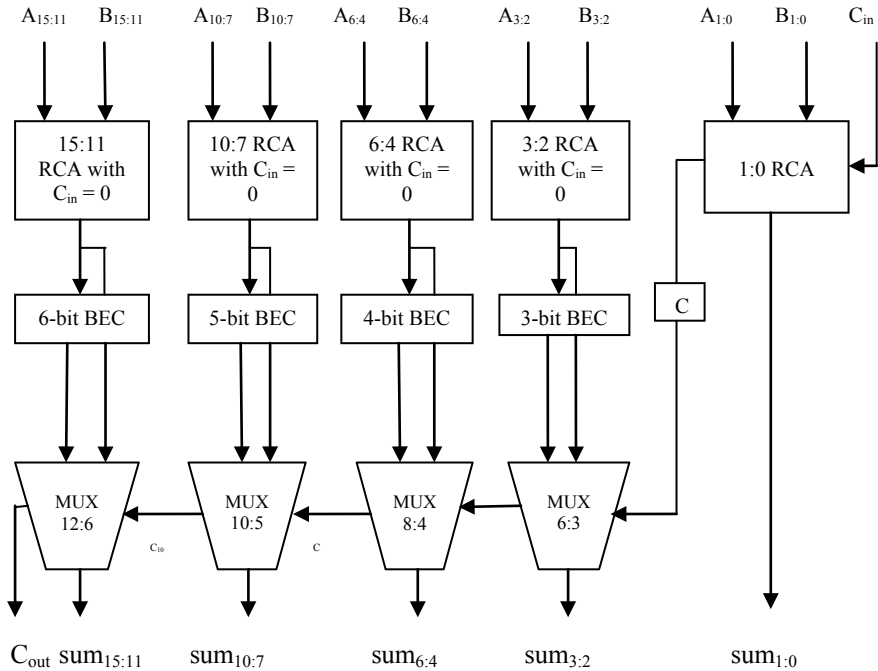 A15:11 B15:11 A10:7 B10:7 A6:4 B6:4 A3:2 B3:2 A1:0 B1:0 Cin
15:11
RCA with
Cin = 0
10:7 RCA
with Cin =
0
6:4 RCA
with Cin =
0
3:2 RCA
with Cin =
0
1:0 RCA
6-bit BEC
5-bit BEC
4-bit BEC
3-bit BEC
C
MUX
12:6
MUX
10:5
MUX
8:4
MUX
6:3
C10
C
Cout sum15:11 sum10:7 sum6:4 sum3:2 sum1:0